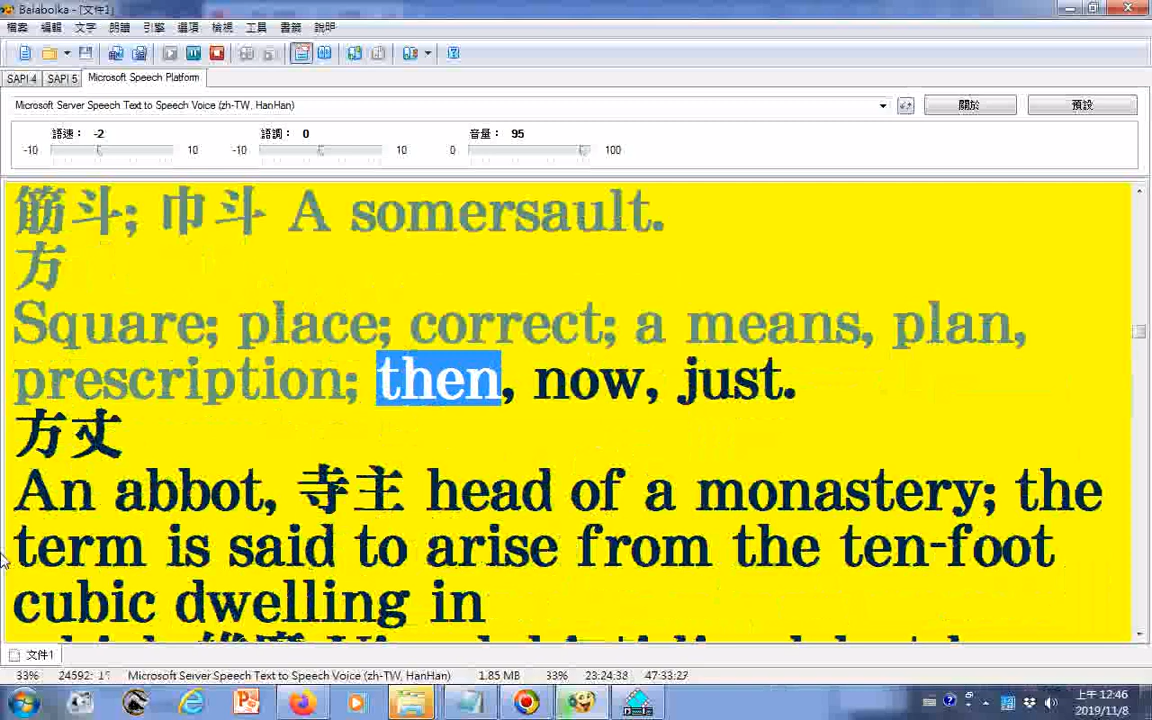 Balabolka - [文件1]
檔案 編輯 文字 朗讀 引擎 選項 檢視 工具 書籤 說明
SAPI 4 SAPI 5 Microsoft Speech Platform
Microsoft Server Speech Text to Speech Voice (zh-TW, HanHan) 關於 預設
語速： -2 語調： 0 音量： 95
-10 10 -10 10 0 100
筋斗; 巾斗 A somersault.
方
Square; place; correct; a means, plan,
prescription; then, now, just.
方丈
An abbot, 寺主 head of a monastery; the
term is said to arise from the ten-foot
cubic dwelling in
文件1
33% Microsoft Server Speech Text to Speech Voice (zh-TW, HanHan) 1.85 MB 33% 23:24:38 47:33:27
上午 12:46
2019/11/8